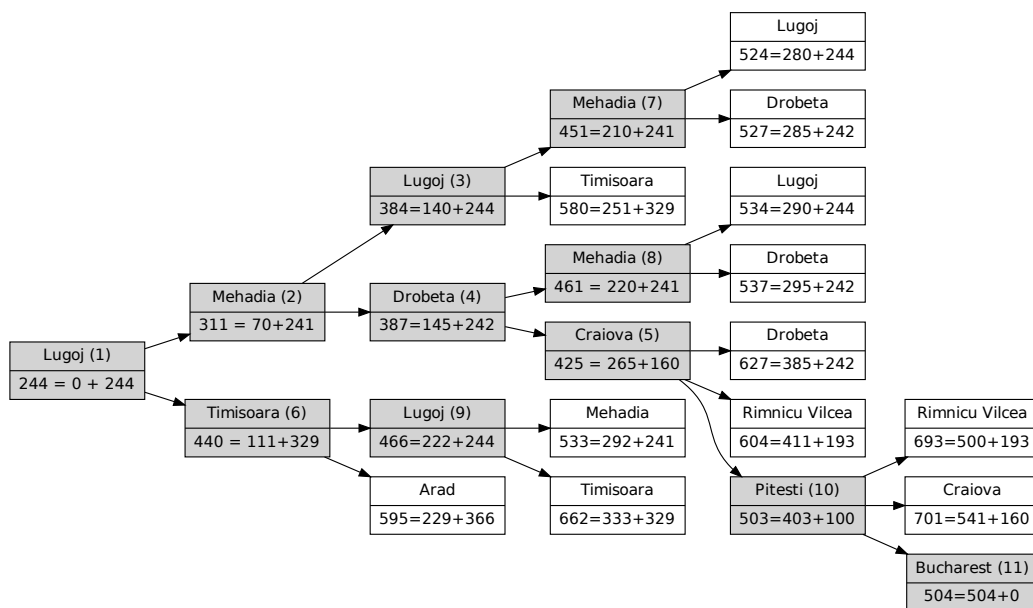 Lugoj
524=280+244
Mehadia (7)
451=210+241
Drobeta
527=285+242
Lugoj (3)
384=140+244
Timisoara
580=251+329
Lugoj
534=290+244
Mehadia (8)
461 = 220+241
Drobeta
537=295+242
Mehadia (2)
311 = 70+241
Drobeta (4)
387=145+242
Craiova (5)
425 = 265+160
Drobeta
627=385+242
Lugoj (1)
244 = 0 + 244
Timisoara (6)
440 = 111+329
Lugoj (9)
466=222+244
Mehadia
533=292+241
Rimnicu Vilcea
604=411+193
Rimnicu Vilcea
693=500+193
Arad
595=229+366
Timisoara
662=333+329
Pitesti (10)
503=403+100
Craiova
701=541+160
Bucharest (11)
504=504+0